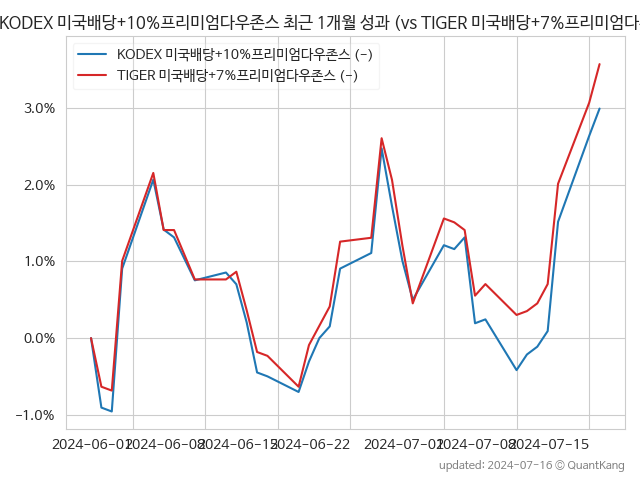 KODEX 미국배당+10%프리미엄다우존스 최근 1개월 성과 (vs TIGER 미국배당+7%프리미엄다
KODEX 미국배당+10%프리미엄다우존스 (-)
TIGER 미국배당+7%프리미엄다우존스 (-)
3.0%
2.0%
1.0%
0.0%
-1.0%
2024-06-01 2024-06-08 2024-06-15 2024-06-22 2024-07-01 2024-07-08 2024-07-15
updated: 2024-07-16 © QuantKang